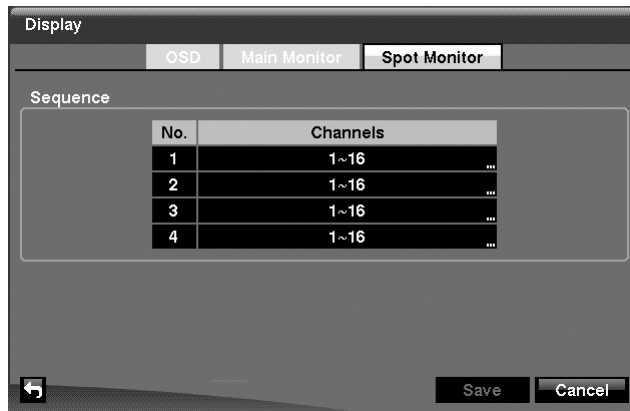 Display
OSD Main Monitor Spot Monitor
Sequence
No. Channels
1 1~16 ...
2 1~16 ...
3 1~16 ...
4 1~16 ...
Save Cancel